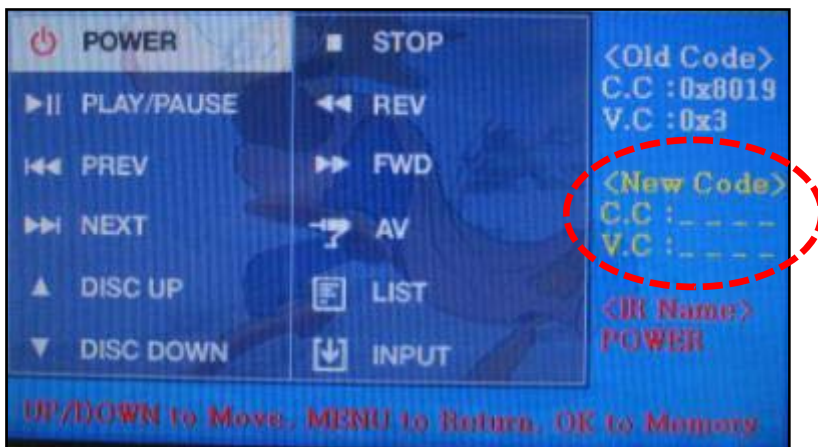 POWER
PLAY/PAUSE
PREV
NEXT
DISC UP
DISC DOWN
STOP
REV
FWD
AV
LIST
INPUT
<Old Code>
C.C :0x8019
V.C :0x3
<New Code>
C.C :_ _ _ _
V.C :_ _ _ _
<IR Name>
POWER
UP/DOWN to Move, MENU to Return, OK to Memory